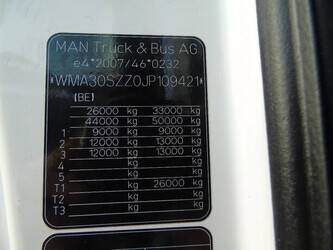 MAN Truck & Bus AG
e4*2007/46*0232
*WMA30SZZ0JP109421*
[BE]
26000 kg 33000 kg
44000 kg 50000 kg
1 9000 kg 9000 kg
2 12000 kg 13000 kg
3 12000 kg 13000 kg
4 kg kg
5 kg kg
T1 kg 26000 kg
T2 kg kg
T3 kg kg